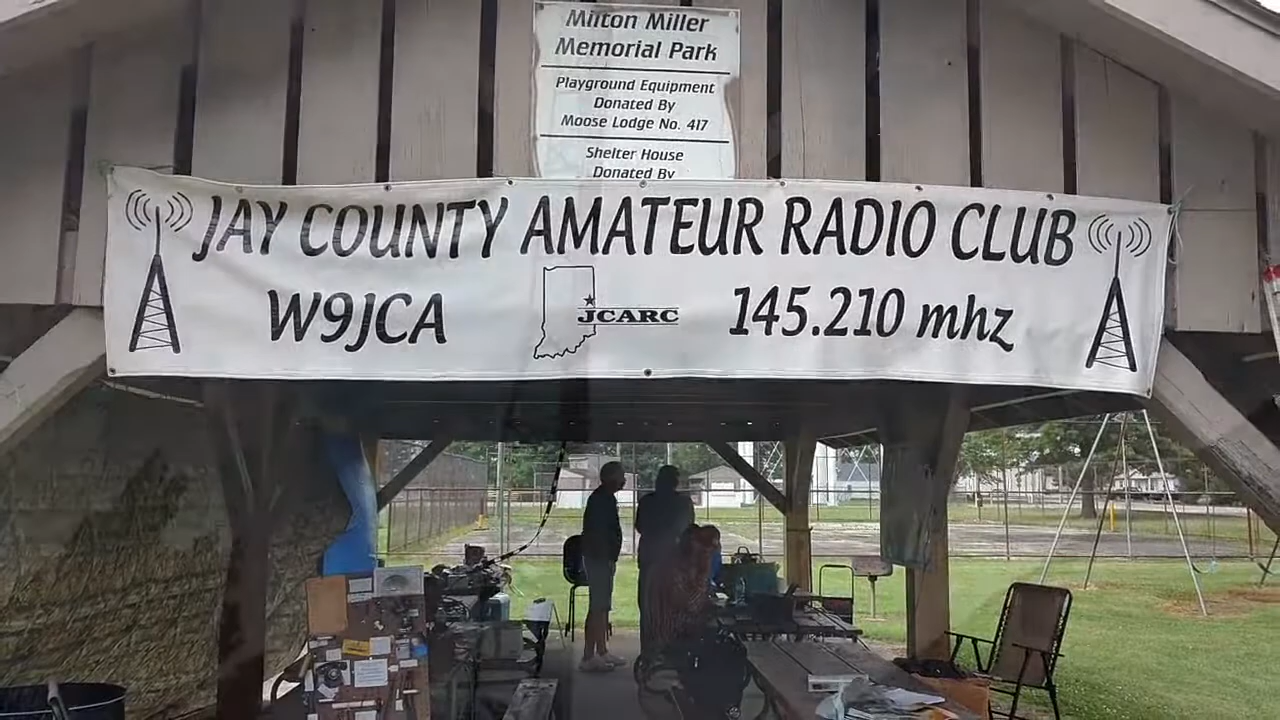 Milton Miller
Memorial Park
Playground Equipment
Donated By
Moose Lodge No. 417
Shelter House
Donated By
JAY COUNTY AMATEUR RADIO CLUB
W9JCA
JCARC
145.210 mhz